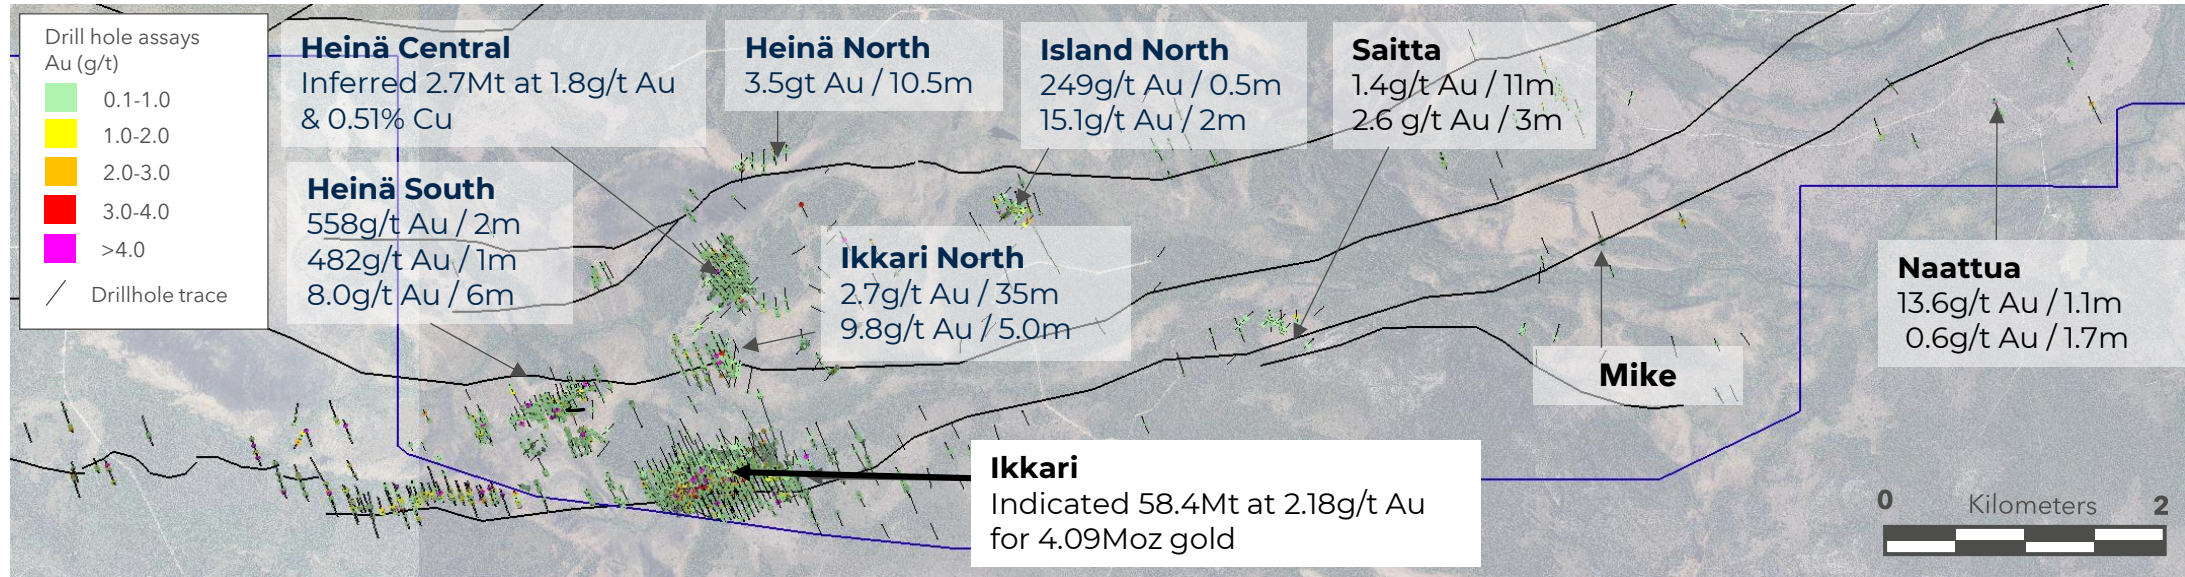 Drill hole assays
Au (g/t)
0.1-1.0
1.0-2.0
2.0-3.0
3.0-4.0
>4.0
Drillhole trace
Heinä Central
Inferred 2.7Mt at 1.8g/t Au
& 0.51% Cu
Heinä North
3.5gt Au / 10.5m
Island North
249g/t Au / 0.5m
15.1g/t Au / 2m
Saitta
1.4g/t Au / 11m
2.6 g/t Au / 3m
Heinä South
558g/t Au / 2m
482g/t Au / 1m
8.0g/t Au / 6m
Ikkari North
2.7g/t Au / 35m
9.8g/t Au / 5.0m
Naattua
13.6g/t Au / 1.1m
0.6g/t Au / 1.7m
Mike
Ikkari
Indicated 58.4Mt at 2.18g/t Au
for 4.09Moz gold
0 Kilometers 2